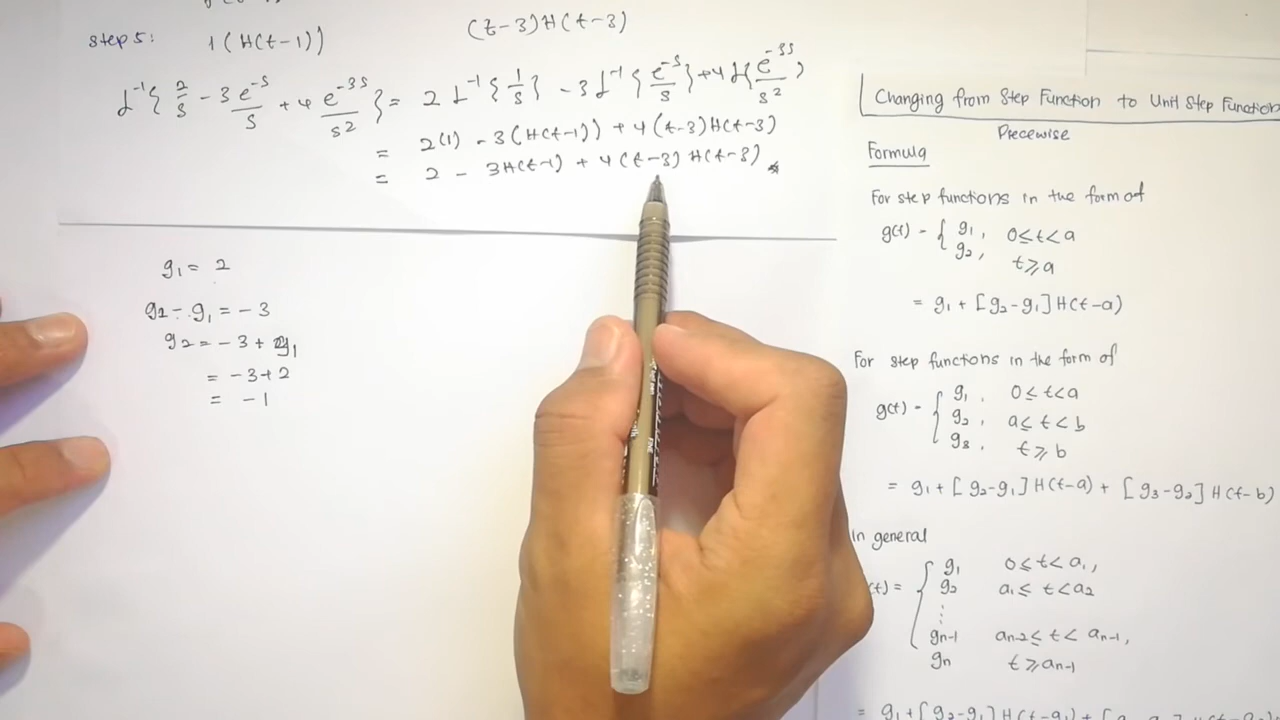 step 5: 1(H(t-1)) (t-3)H(t-3)
L⁻¹{2/s - 3 e^-s/s + 4 e^-3s/s²} = 2 L⁻¹{1/s} - 3 L⁻¹{e^-s/s} + 4 L{e^-3s/s²}
= 2(1) - 3(H(t-1)) + 4(t-3)H(t-3)
= 2 - 3H(t-1) + 4(t-3)H(t-3)
g₁ = 2
g₂ - g₁ = -3
g₂ = -3 + g₁
= -3+2
= -1
Changing from Step Function to Unit Step Function
Piecewise
Formula
For step functions in the form of
g(t) = { g₁, 0≤t<a
g₂, t≥a
= g₁ + [g₂-g₁]H(t-a)
For step functions in the form of
g(t) = { g₁, 0≤t<a
g₂, a≤t<b
g₃, t≥b
= g₁ + [g₂-g₁]H(t-a) + [g₃-g₂]H(t-b)
In general
(t) = { g₁ 0≤t<a₁,
g₂ a₁≤t<a₂
⋮
gn-1 an-2≤t<an-1,
gn t≥an-1
= g₁+[g₂-g₁]H(t-a₁)+